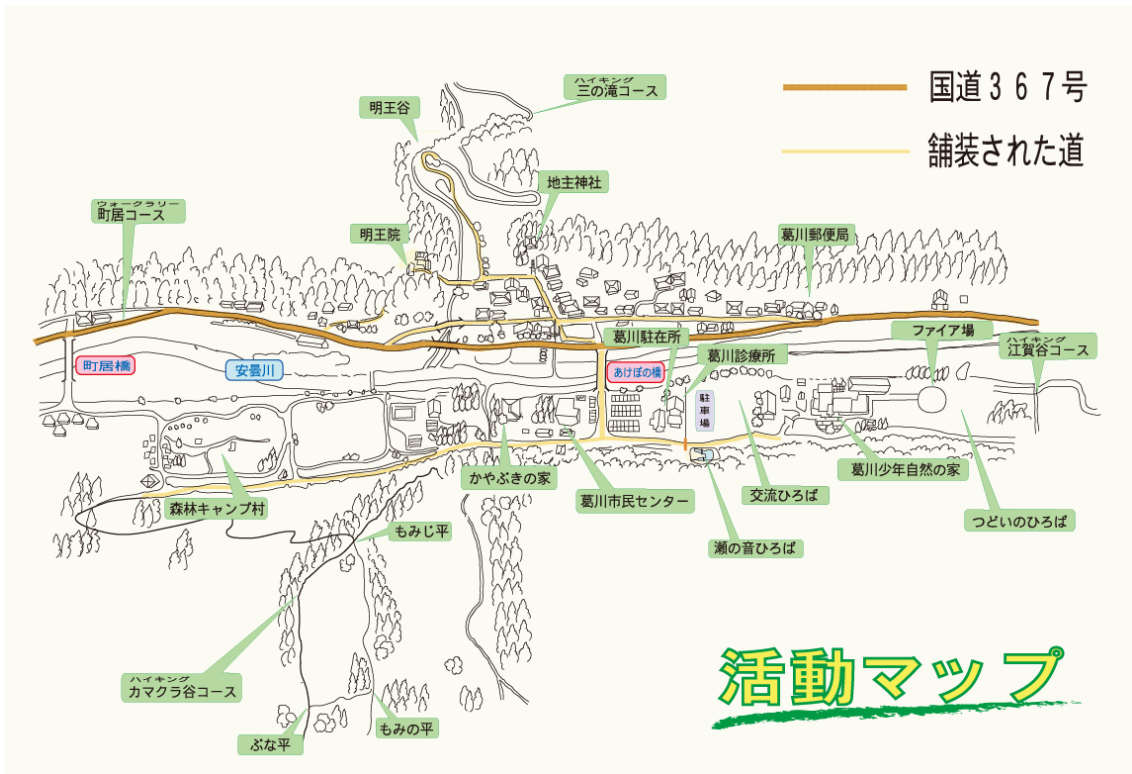 国道３６７号
舗装された道
ハイキング
三の滝コース
明王谷
地主神社
ウォークラリー
町居コース
明王院
葛川郵便局
葛川駐在所
ファイア場
ハイキング
江賀谷コース
町居橋
安曇川
あけぼの橋
葛川診療所
駐車場
かやぶきの家
葛川市民センター
交流ひろば
葛川少年自然の家
森林キャンプ村
つどいのひろば
もみじ平
瀬の音ひろば
ハイキング
カマクラ谷コース
もみの平
ぶな平
活動マップ